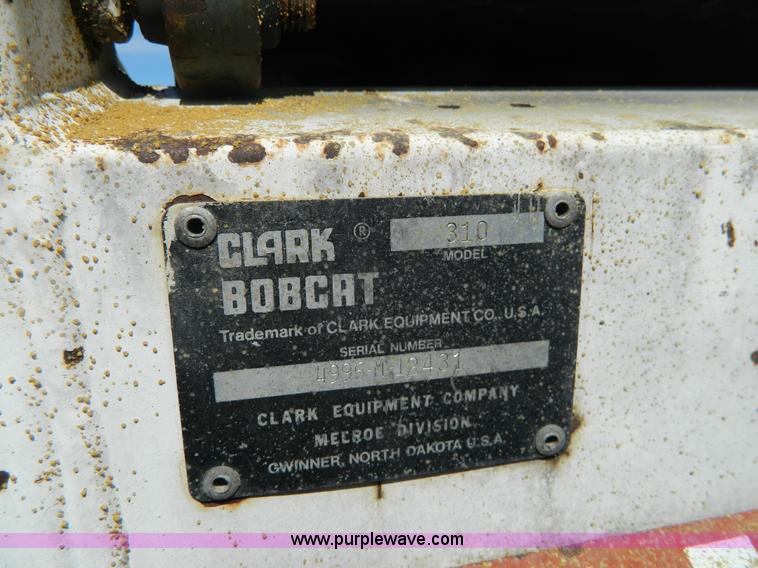 CLARK ® 310
MODEL
BOBCAT
Trademark of CLARK EQUIPMENT CO., U.S.A.
SERIAL NUMBER
4996 M 12431
CLARK EQUIPMENT COMPANY
MELROE DIVISION
GWINNER, NORTH DAKOTA U.S.A.
www.purplewave.com